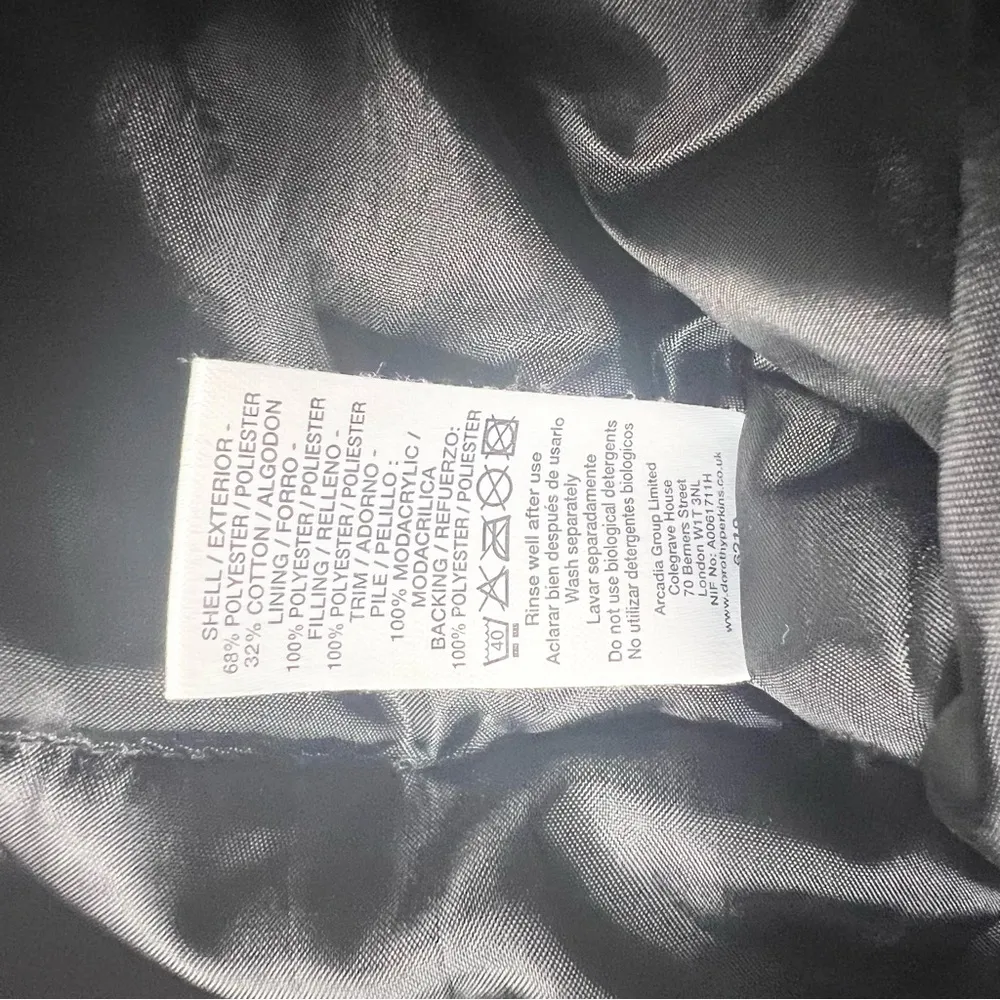 SHELL / EXTERIOR -
68% POLYESTER / POLIESTER
32% COTTON / ALGODON
LINING / FORRO -
100% POLYESTER / POLIESTER
FILLING / RELLENO -
100% POLYESTER / POLIESTER
TRIM / ADORNO -
PILE / PELILLO :
100% MODACRYLIC /
MODACRILICA
BACKING / REFUERZO:
100% POLYESTER / POLIESTER
40
Rinse well after use
Aclarar bien después de usarlo
Wash separately
Lavar separadamente
Do not use biological detergents
No utilizar detergentes biologicos
Arcadia Group Limited
Colegrave House
70 Berners Street
London W1T 3NL
NIF No: A0061711H
www.dorothyperkins.co.uk